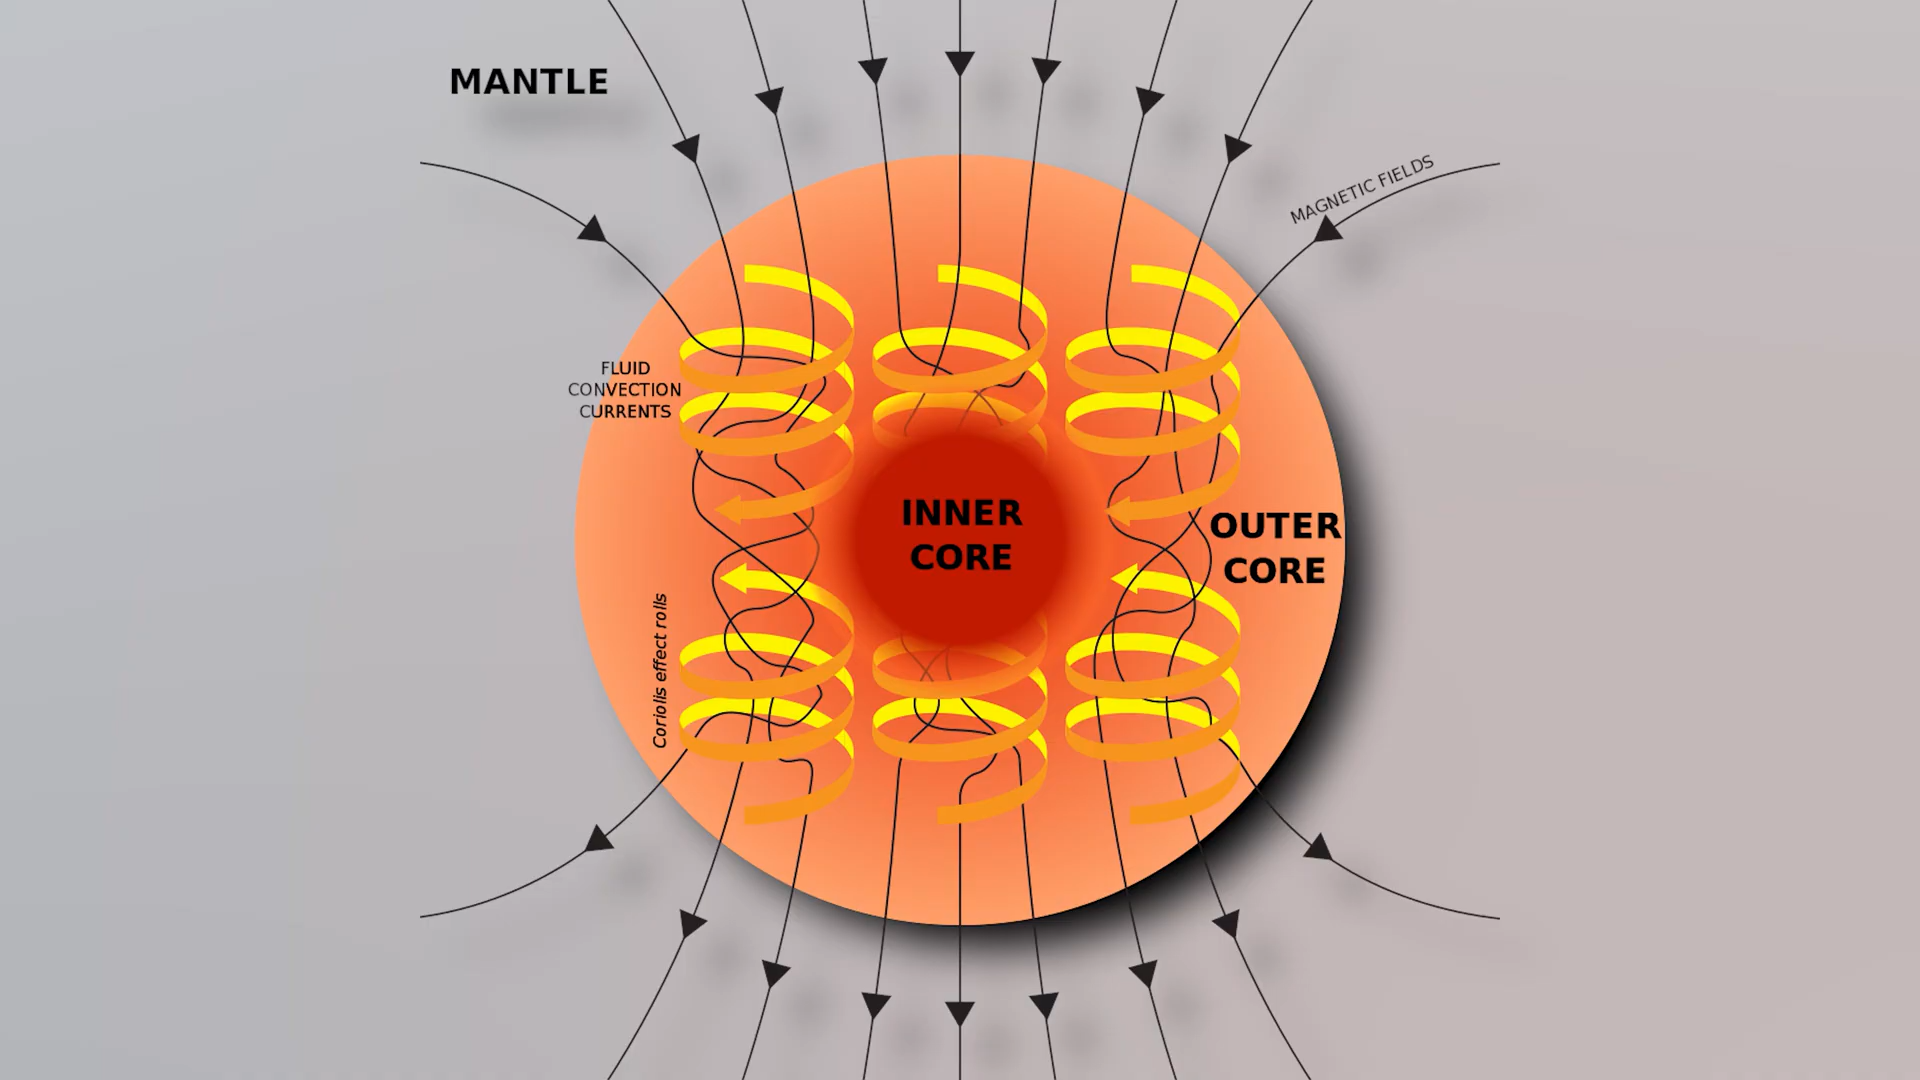 MANTLE
MAGNETIC FIELDS
FLUID
CONVECTION
CURRENTS
INNER
CORE
OUTER
CORE
Coriolis effect rolls